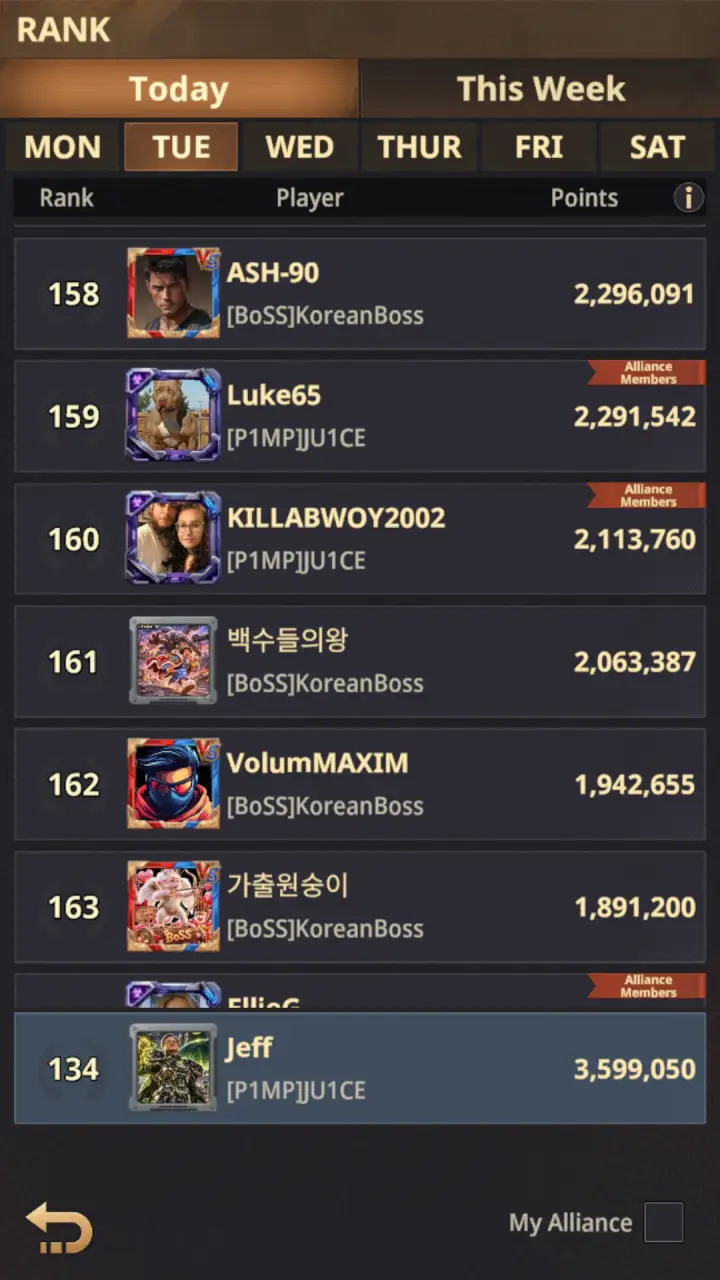 RANK
Today
This Week
MON
TUE
WED
THUR
FRI
SAT
Rank
Player
Points
158
ASH-90
[BoSS]KoreanBoss
2,296,091
159
Luke65
[P1MP]JU1CE
Alliance
Members
2,291,542
160
KILLABWOY2002
[P1MP]JU1CE
Alliance
Members
2,113,760
161
백수들의왕
[BoSS]KoreanBoss
2,063,387
162
VolumMAXIM
[BoSS]KoreanBoss
1,942,655
163
가출원숭이
[BoSS]KoreanBoss
1,891,200
EllieG
Alliance
Members
134
Jeff
[P1MP]JU1CE
3,599,050
My Alliance